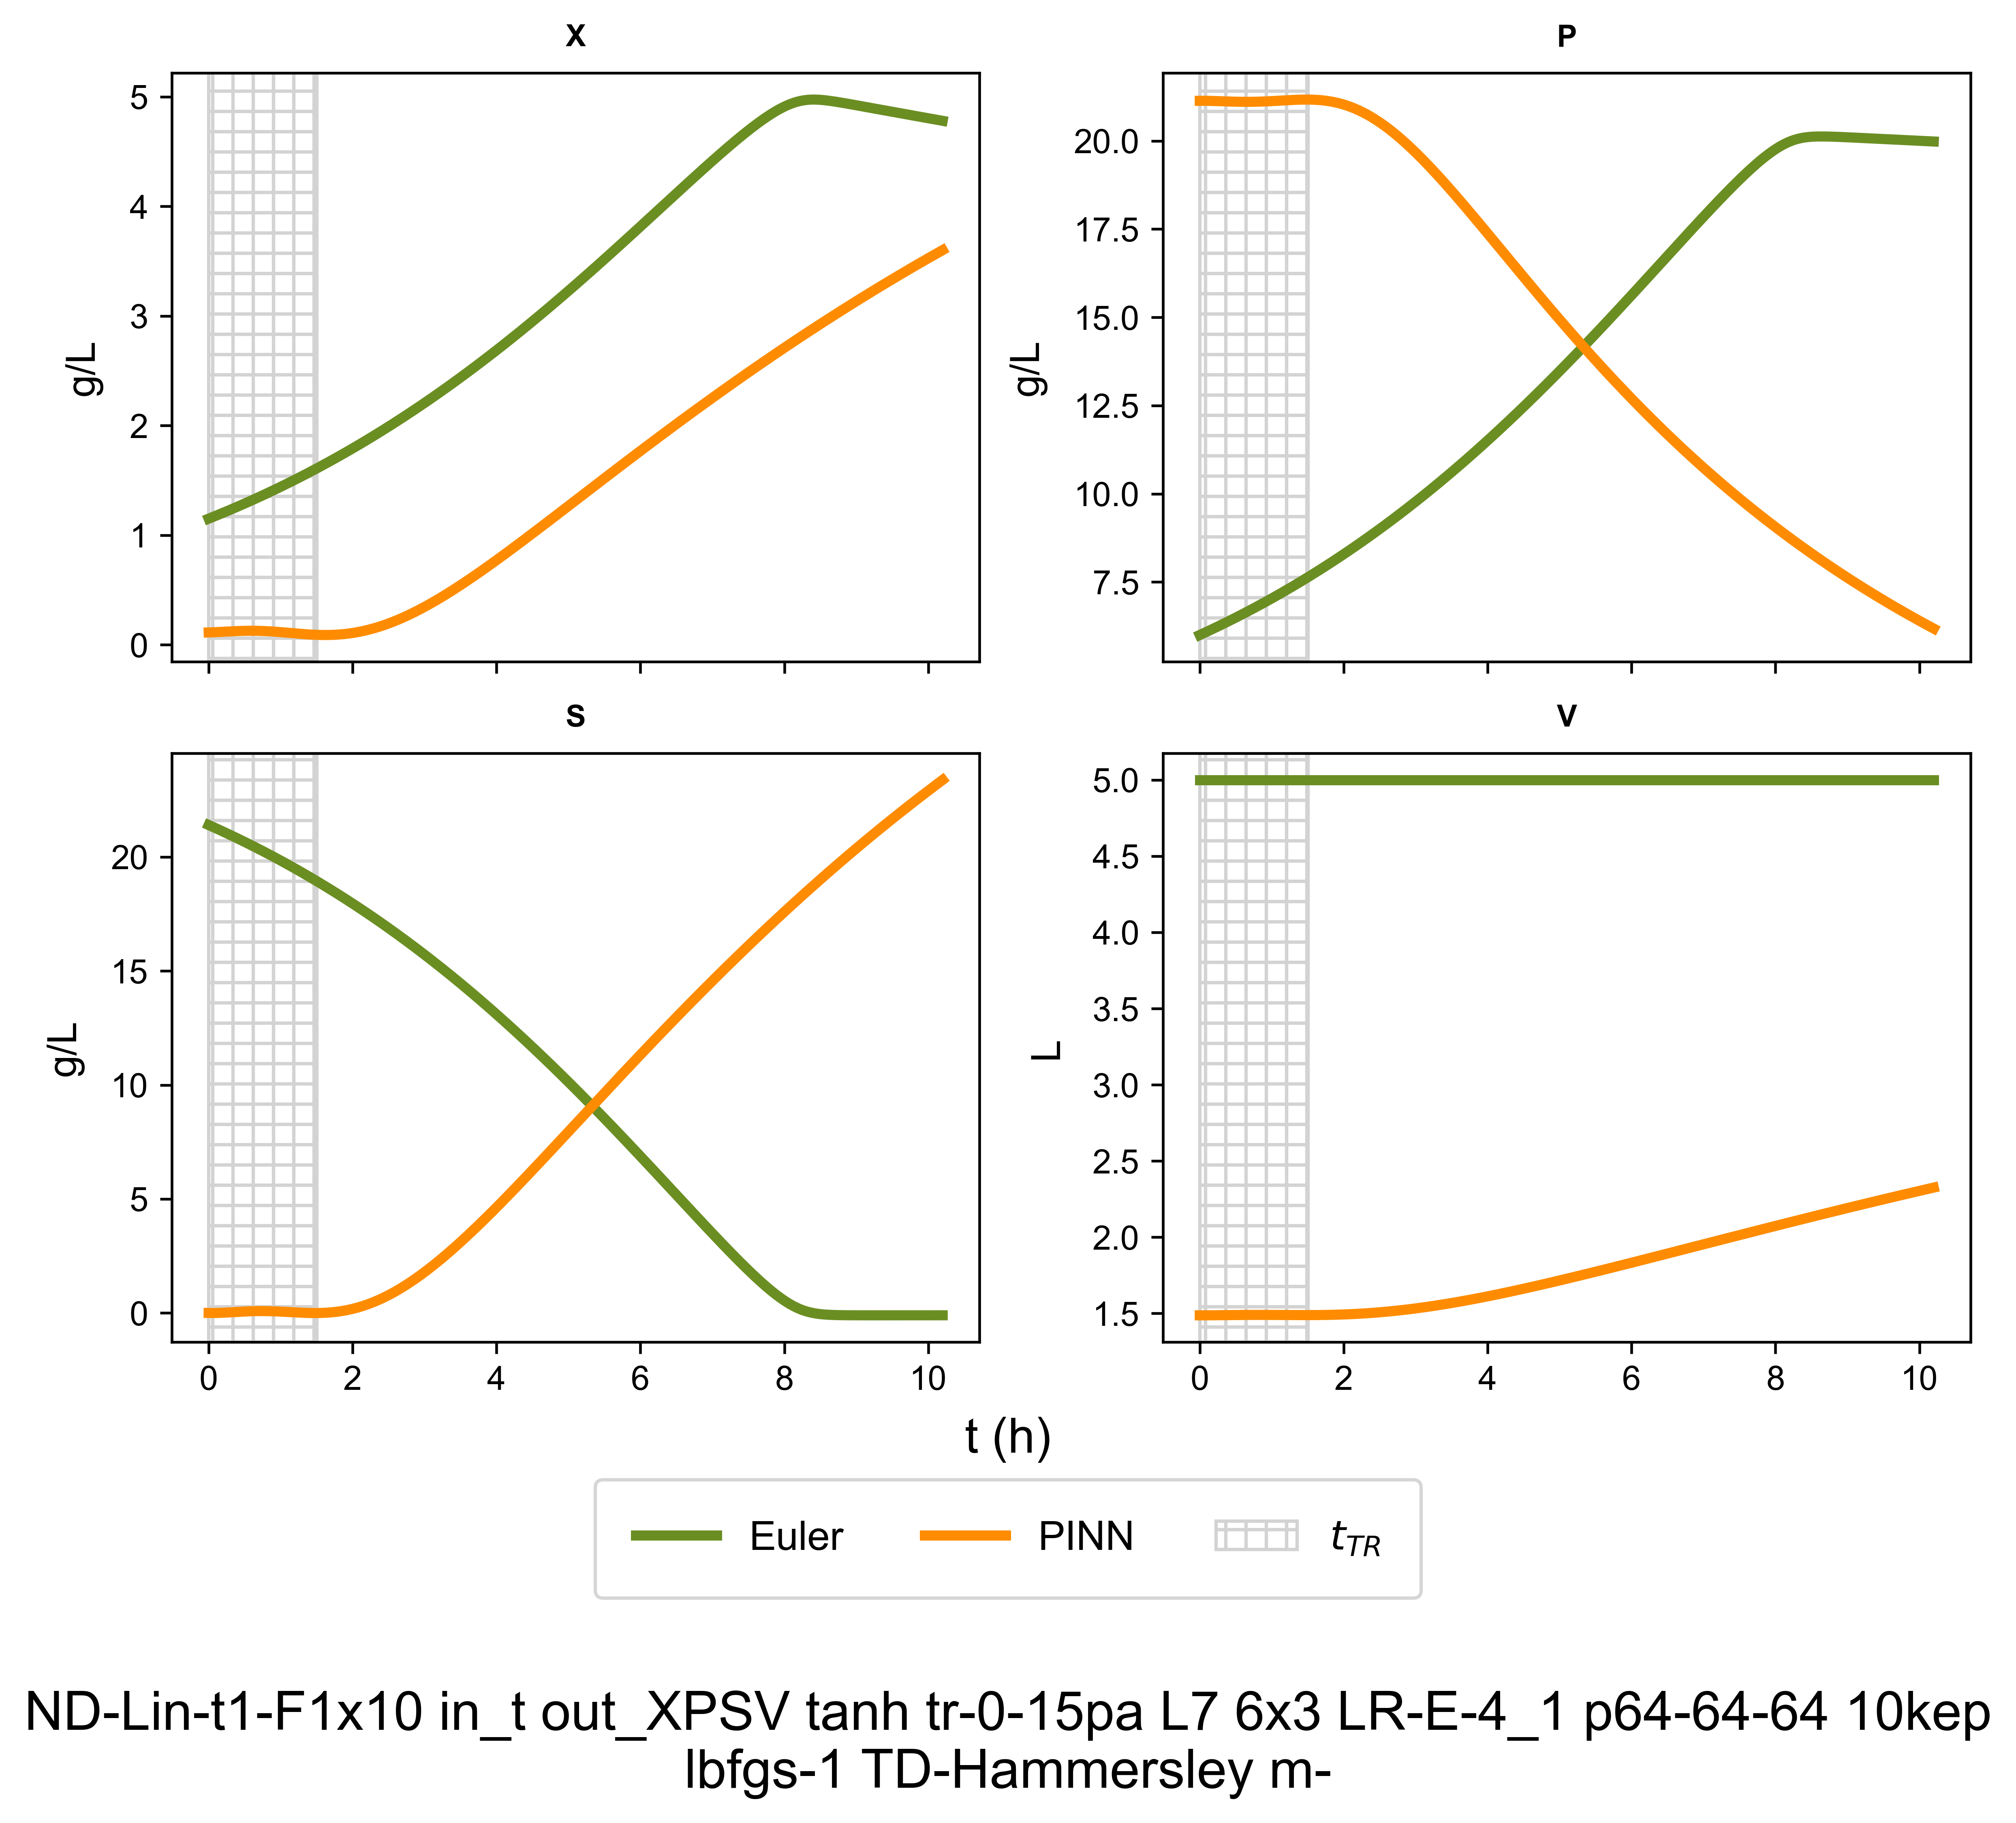 X
5
4
3
2
1
0
g/L
P
20.0
17.5
15.0
12.5
10.0
7.5
g/L
S
20
15
10
5
0
g/L
0 2 4 6 8 10
V
5.0
4.5
4.0
3.5
3.0
2.5
2.0
1.5
L
0 2 4 6 8 10
t (h)
Euler PINN t_TR
ND-Lin-t1-F1x10 in_t out_XPSV tanh tr-0-15pa L7 6x3 LR-E-4_1 p64-64-64 10kep
lbfgs-1 TD-Hammersley m-